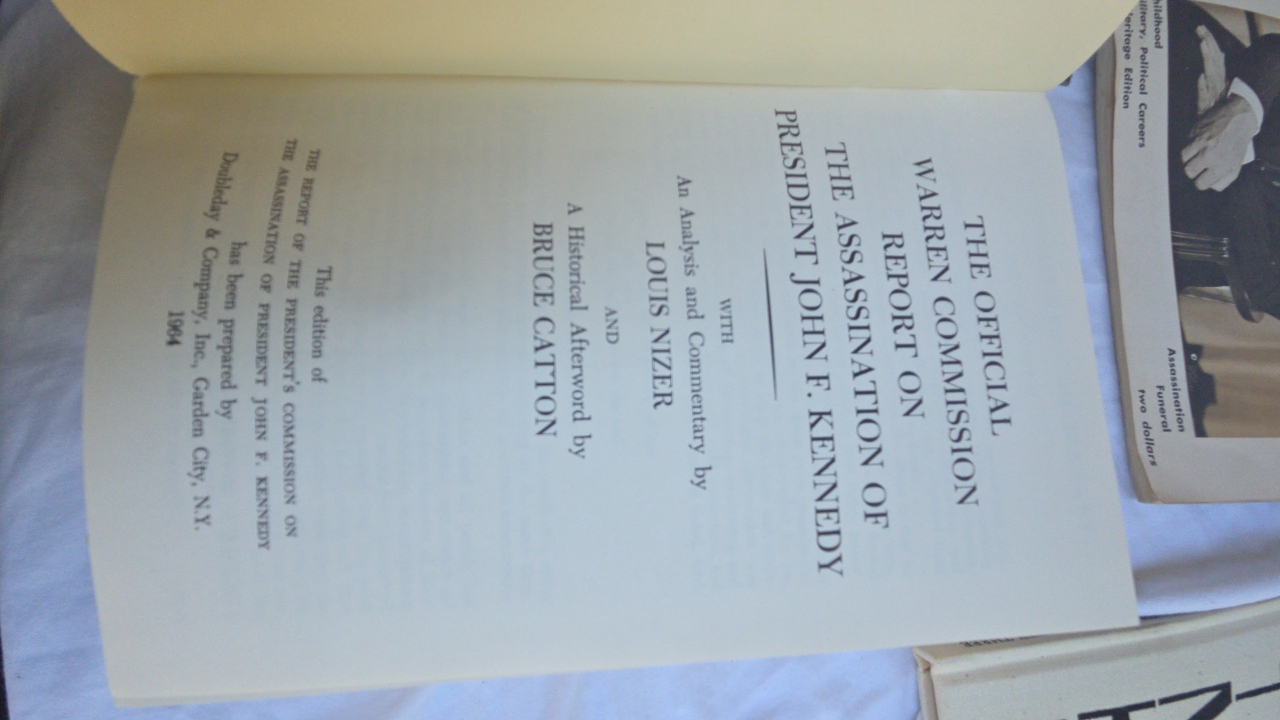 THE OFFICIAL
WARREN COMMISSION
REPORT ON
THE ASSASSINATION OF
PRESIDENT JOHN F. KENNEDY
WITH
An Analysis and Commentary by
LOUIS NIZER
AND
A Historical Afterword by
BRUCE CATTON
This edition of
THE REPORT OF THE PRESIDENT'S COMMISSION ON
THE ASSASSINATION OF PRESIDENT JOHN F. KENNEDY
has been prepared by
Doubleday & Company, Inc., Garden City, N.Y.
1964
hildhood
litary, Political Careers
eritage Edition
Assassination
Funeral
two dollars